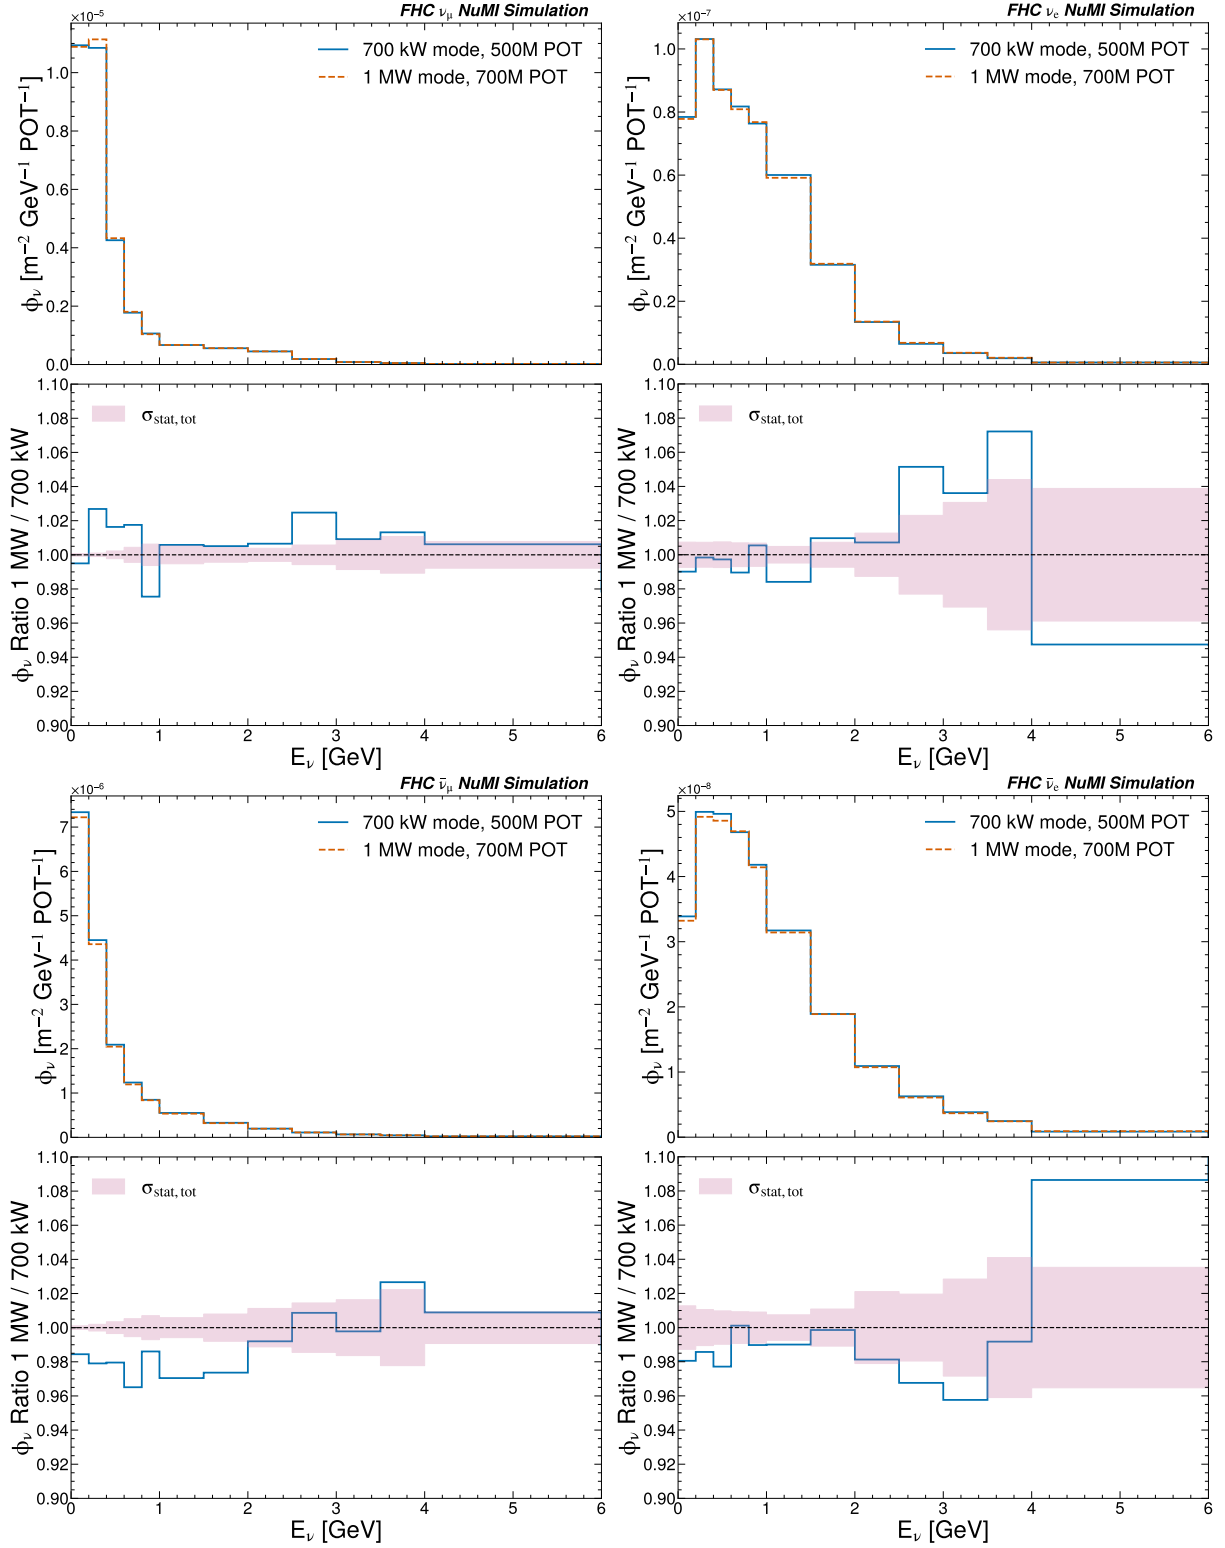 ×10⁻⁵
FHC νμ NuMI Simulation
700 kW mode, 500M POT
1 MW mode, 700M POT
ϕν [m⁻² GeV⁻¹ POT⁻¹]
1.0
0.8
0.6
0.4
0.2
0.0
σstat, tot
ϕν Ratio 1 MW / 700 kW
1.10
1.08
1.06
1.04
1.02
1.00
0.98
0.96
0.94
0.92
0.90
0 1 2 3 4 5 6
Eν [GeV]
×10⁻⁷
FHC νe NuMI Simulation
700 kW mode, 500M POT
1 MW mode, 700M POT
ϕν [m⁻² GeV⁻¹ POT⁻¹]
1.0
0.8
0.6
0.4
0.2
0.0
σstat, tot
ϕν Ratio 1 MW / 700 kW
1.10
1.08
1.06
1.04
1.02
1.00
0.98
0.96
0.94
0.92
0.90
0 1 2 3 4 5 6
Eν [GeV]
×10⁻⁶
FHC ν̄μ NuMI Simulation
700 kW mode, 500M POT
1 MW mode, 700M POT
ϕν [m⁻² GeV⁻¹ POT⁻¹]
7
6
5
4
3
2
1
0
σstat, tot
ϕν Ratio 1 MW / 700 kW
1.10
1.08
1.06
1.04
1.02
1.00
0.98
0.96
0.94
0.92
0.90
0 1 2 3 4 5 6
Eν [GeV]
×10⁻⁸
FHC ν̄e NuMI Simulation
700 kW mode, 500M POT
1 MW mode, 700M POT
ϕν [m⁻² GeV⁻¹ POT⁻¹]
5
4
3
2
1
0
σstat, tot
ϕν Ratio 1 MW / 700 kW
1.10
1.08
1.06
1.04
1.02
1.00
0.98
0.96
0.94
0.92
0.90
0 1 2 3 4 5 6
Eν [GeV]